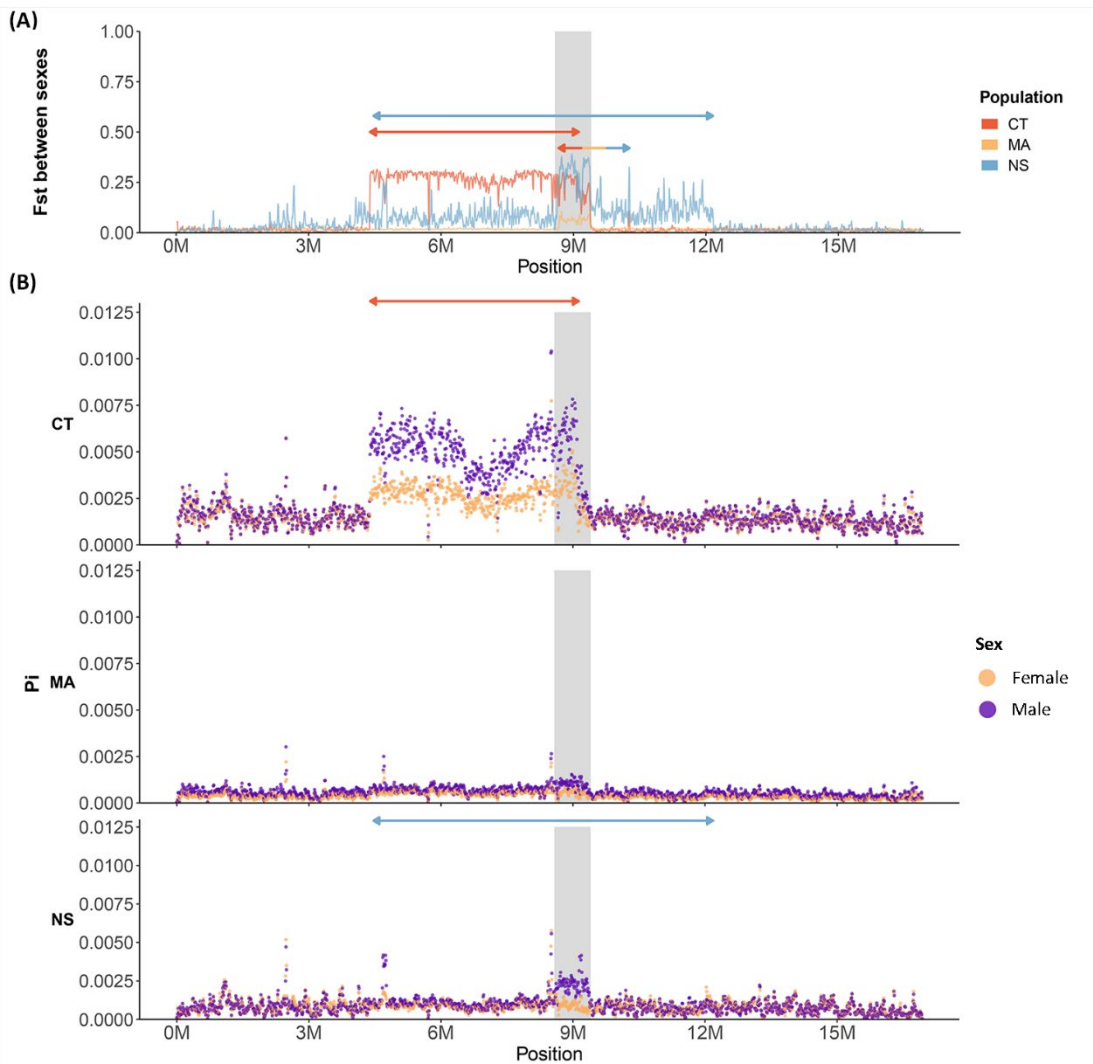 (A)
Fst between sexes
1.00
0.75
0.50
0.25
0.00
0M 3M 6M 9M 12M 15M
Position
Population
CT
MA
NS
(B)
Pi
CT
0.0125
0.0100
0.0075
0.0050
0.0025
0.0000
MA
0.0125
0.0100
0.0075
0.0050
0.0025
0.0000
NS
0.0125
0.0100
0.0075
0.0050
0.0025
0.0000
0M 3M 6M 9M 12M 15M
Position
Sex
Female
Male